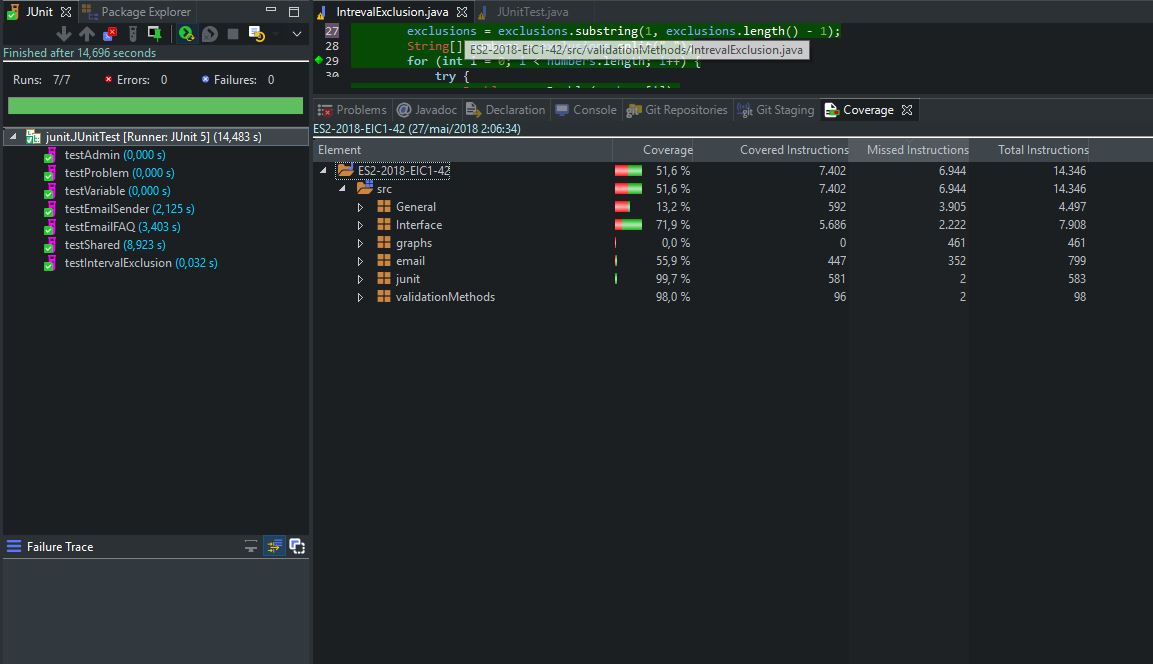 JUnit
Package Explorer
Finished after 14,696 seconds
Runs: 7/7
Errors: 0
Failures: 0
junit.JUnitTest [Runner: JUnit 5] (14,483 s)
testAdmin (0,000 s)
testProblem (0,000 s)
testVariable (0,000 s)
testEmailSender (2,125 s)
testEmailFAQ (3,403 s)
testShared (8,923 s)
testIntervalExclusion (0,032 s)
Failure Trace
IntrevalExclusion.java
JUnitTest.java
27 exclusions = exclusions.substring(1, exclusions.length() - 1);
28 String[]
ES2-2018-EIC1-42/src/validationMethods/IntrevalExclusion.java
29 for (int i = 0; i < numbers.length; i++) {
30 try {
Problems
Javadoc
Declaration
Console
Git Repositories
Git Staging
Coverage
ES2-2018-EIC1-42 (27/mai/2018 2:06:34)
Element Coverage Covered Instructions Missed Instructions Total Instructions
ES2-2018-EIC1-42 51,6 % 7.402 6.944 14.346
src 51,6 % 7.402 6.944 14.346
General 13,2 % 592 3.905 4.497
Interface 71,9 % 5.686 2.222 7.908
graphs 0,0 % 0 461 461
email 55,9 % 447 352 799
junit 99,7 % 581 2 583
validationMethods 98,0 % 96 2 98